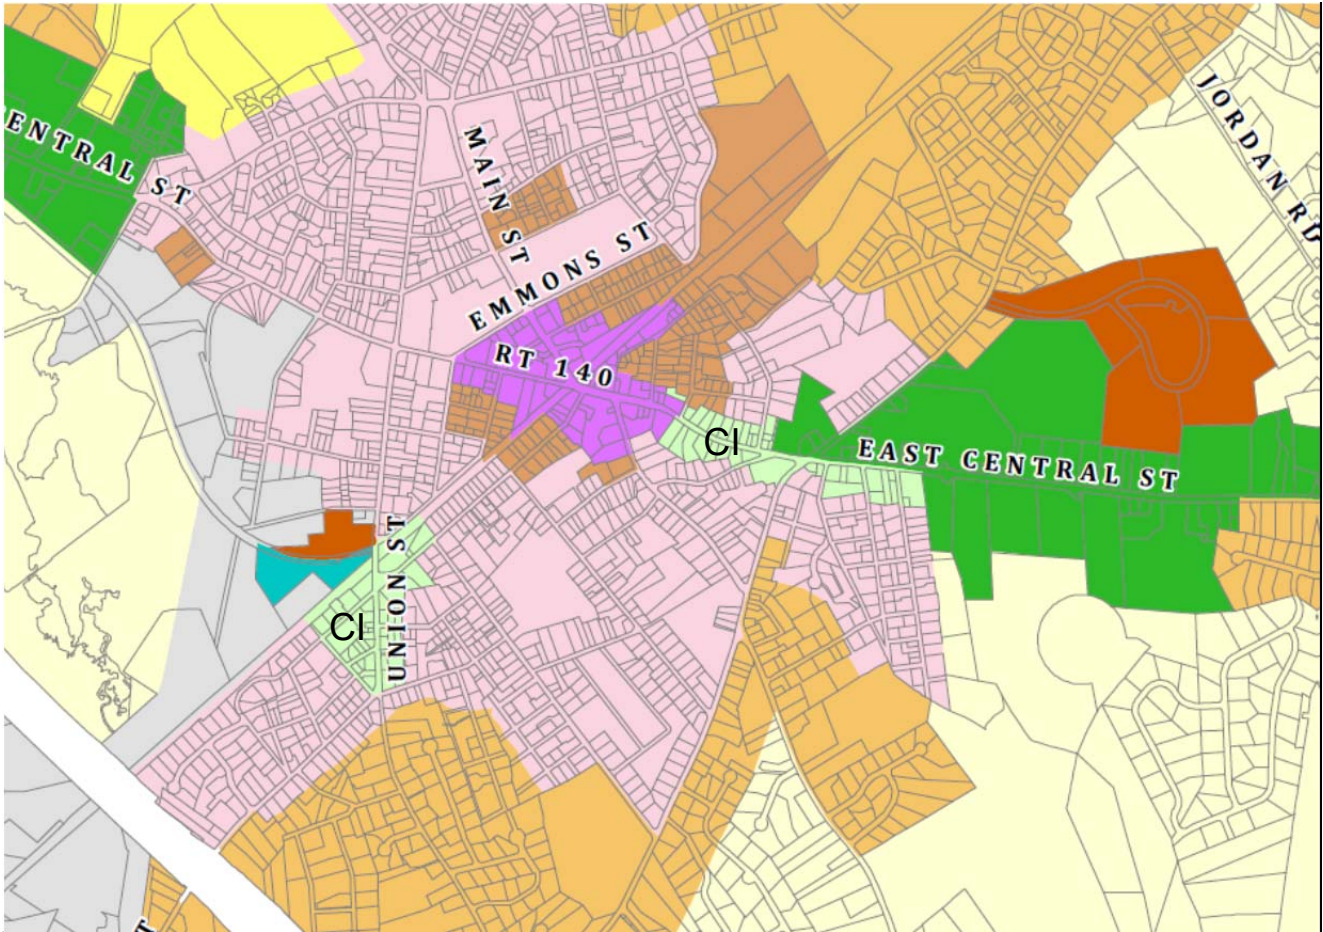 ENTRAL ST
MAIN ST
JORDAN RD
EMMONS ST
RT 140
CI
EAST CENTRAL ST
UNION ST
CI
T